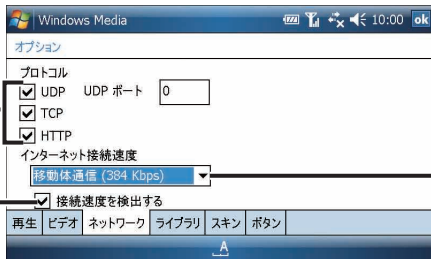 Windows Media 10:00 ok
オプション
プロトコル
UDP UDP ポート 0
TCP
HTTP
インターネット接続速度
移動体通信 (384 Kbps)
接続速度を検出する
再生 ビデオ ネットワーク ライブラリ スキン ボタン
A